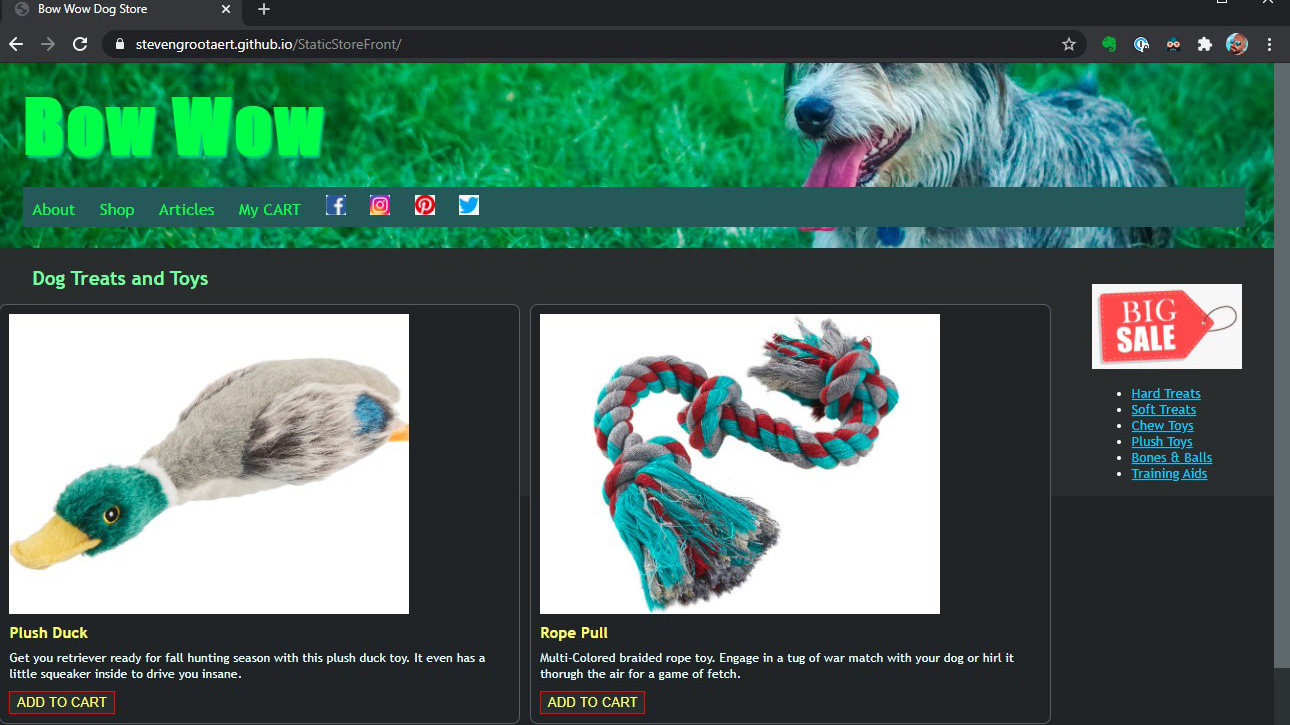 Bow Wow Dog Store
stevengrootaert.github.io/StaticStoreFront/
Bow Wow
About Shop Articles My CART
Dog Treats and Toys
BIG
SALE
Hard Treats
Soft Treats
Chew Toys
Plush Toys
Bones & Balls
Training Aids
Plush Duck
Get you retriever ready for fall hunting season with this plush duck toy. It even has a
little squeaker inside to drive you insane.
ADD TO CART
Rope Pull
Multi-Colored braided rope toy. Engage in a tug of war match with your dog or hirl it
thorugh the air for a game of fetch.
ADD TO CART